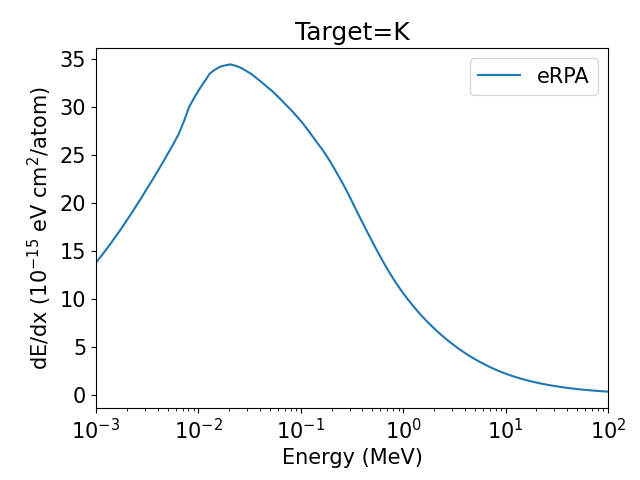 Target=K
eRPA
dE/dx (10⁻¹⁵ eV cm²/atom)
35
30
25
20
15
10
5
0
10⁻³ 10⁻² 10⁻¹ 10⁰ 10¹ 10²
Energy (MeV)